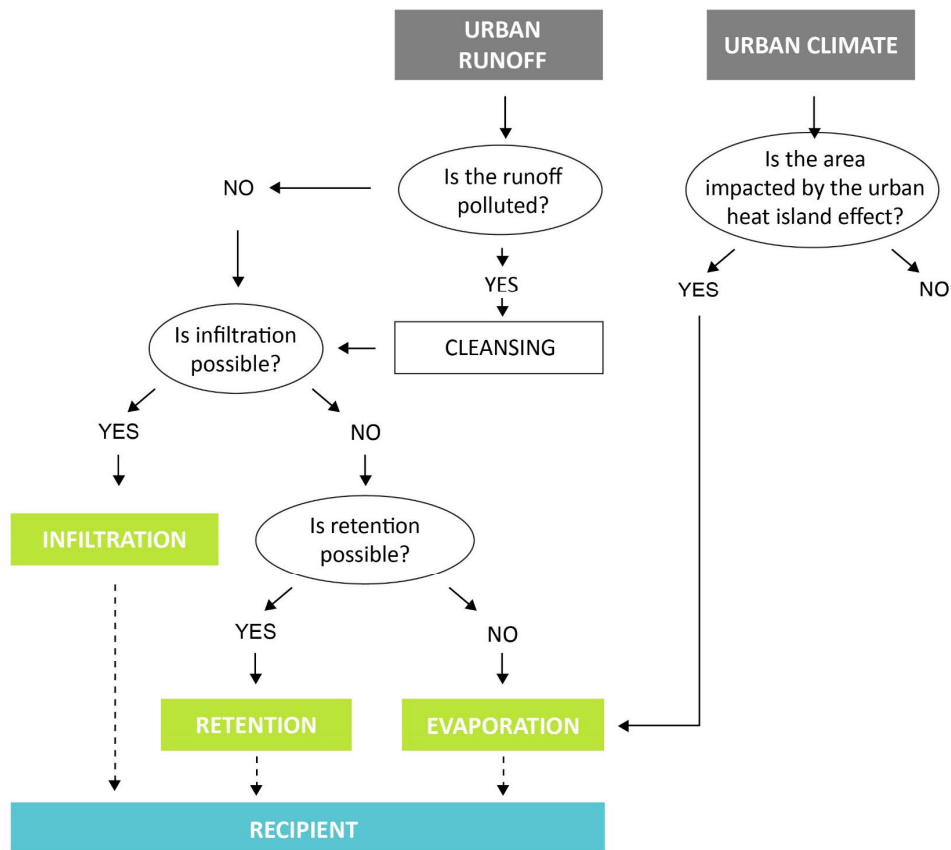 URBAN
RUNOFF
URBAN CLIMATE
Is the runoff
polluted?
Is the area
impacted by the urban
heat island effect?
NO
YES
YES
NO
Is infiltration
possible?
CLEANSING
YES
NO
INFILTRATION
Is retention
possible?
YES
NO
RETENTION
EVAPORATION
RECIPIENT